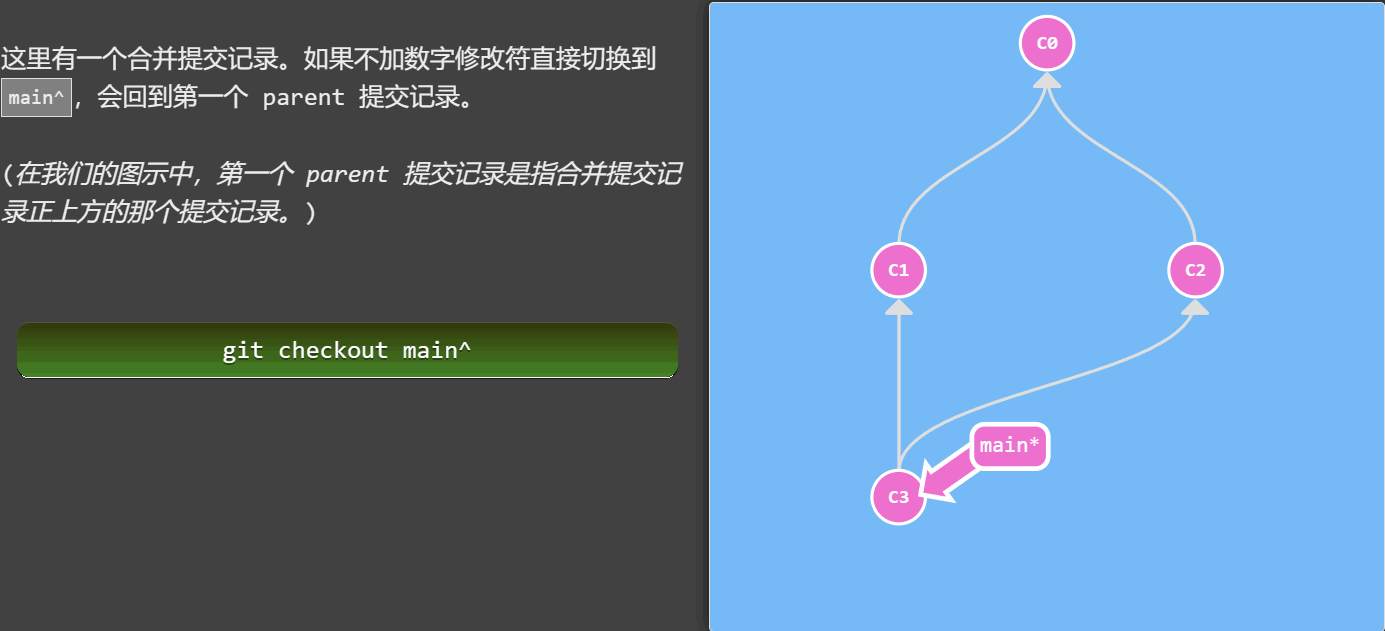 这里有一个合并提交记录。如果不加数字修改符直接切换到
main^，会回到第一个 parent 提交记录。
(在我们的图示中，第一个 parent 提交记录是指合并提交记
录正上方的那个提交记录。)
git checkout main^
C0
C1
C2
main*
C3